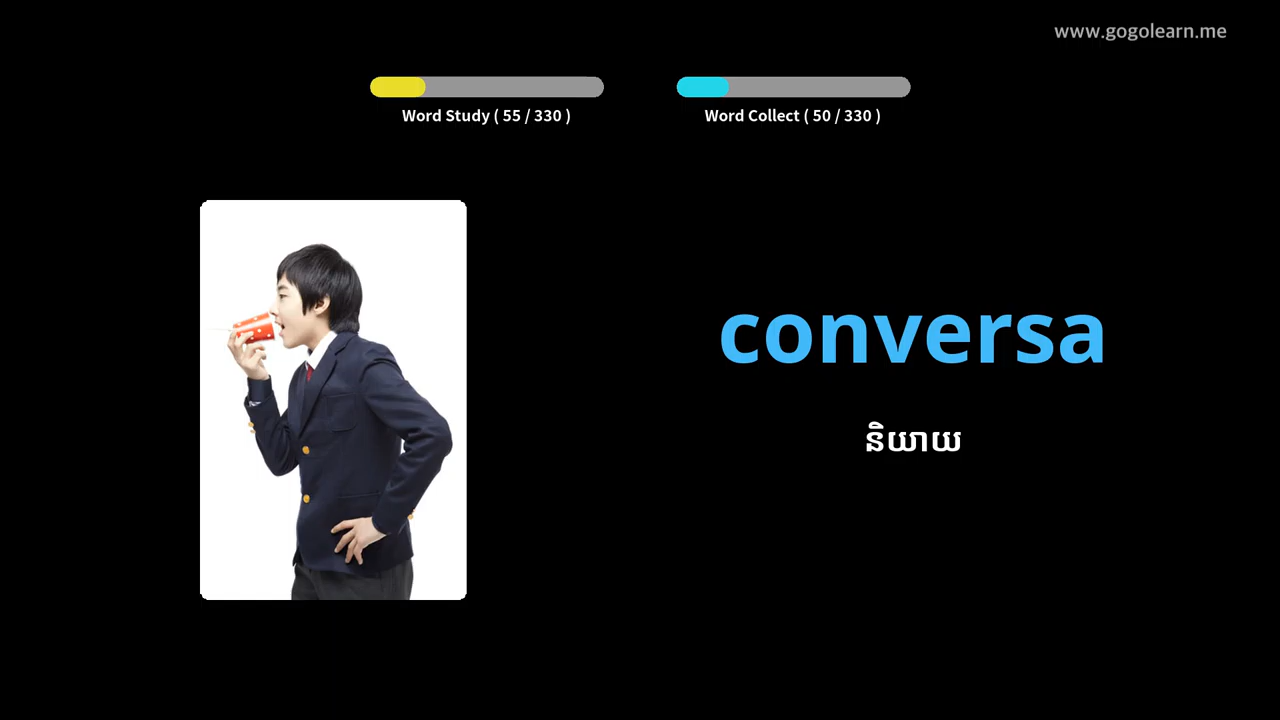 www.gogolearn.me
Word Study ( 55 / 330 )
Word Collect ( 50 / 330 )
conversa
និយាយ